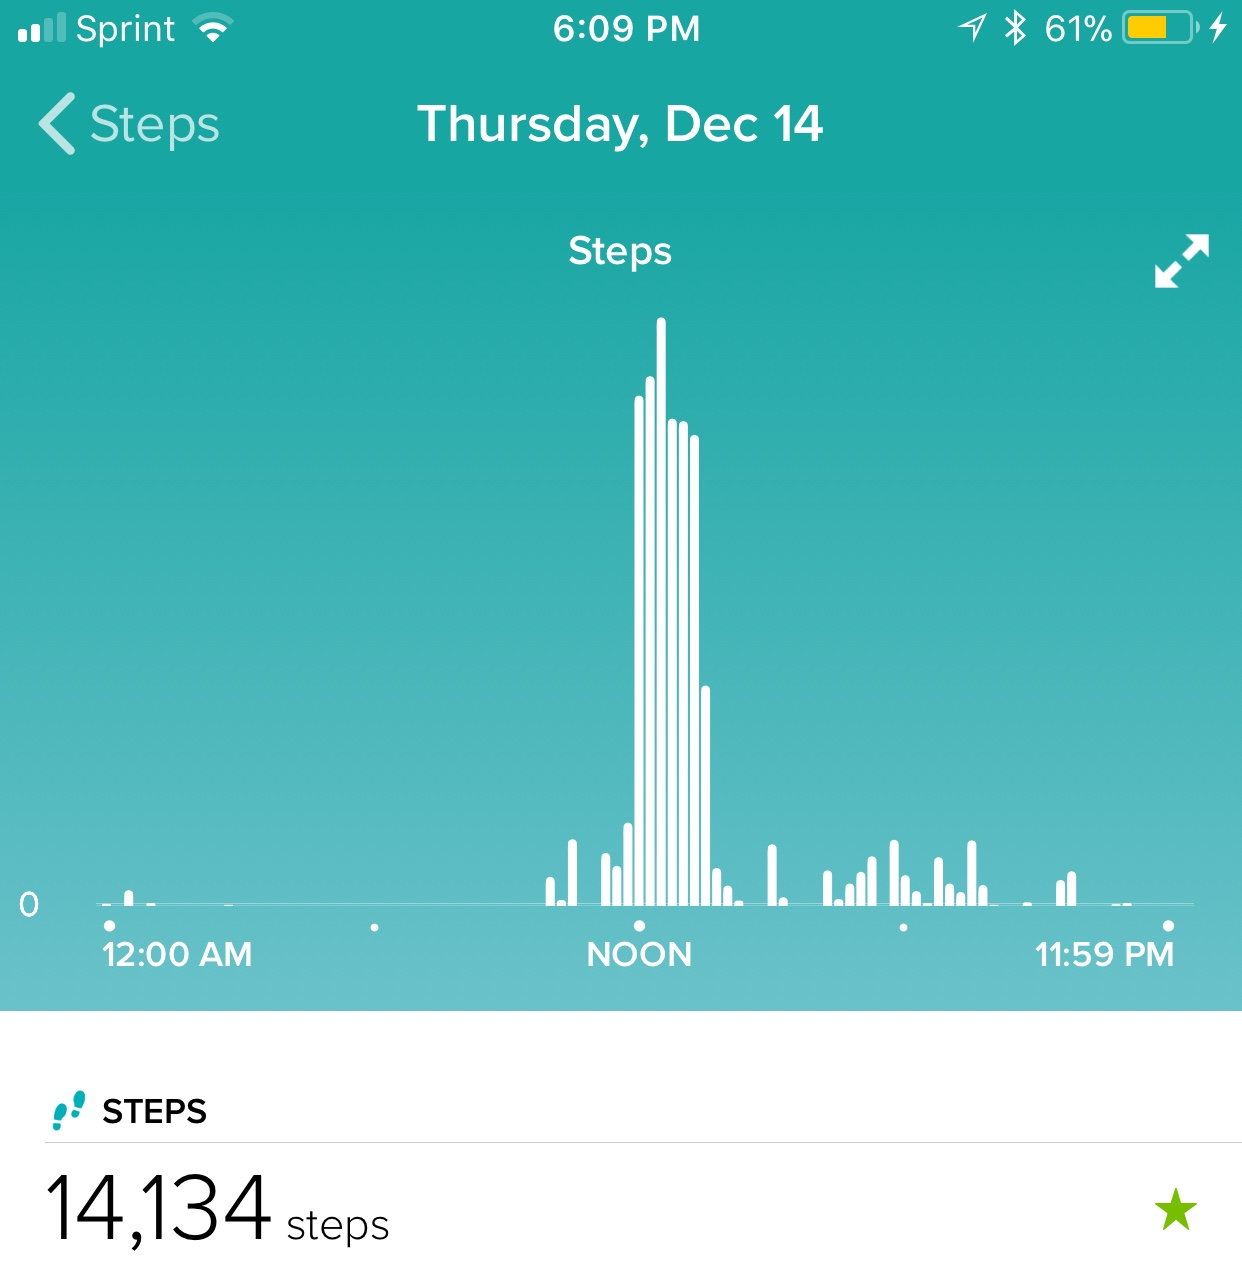 Sprint 6:09 PM 61%
Steps Thursday, Dec 14
Steps
0
12:00 AM NOON 11:59 PM
STEPS
14,134 steps